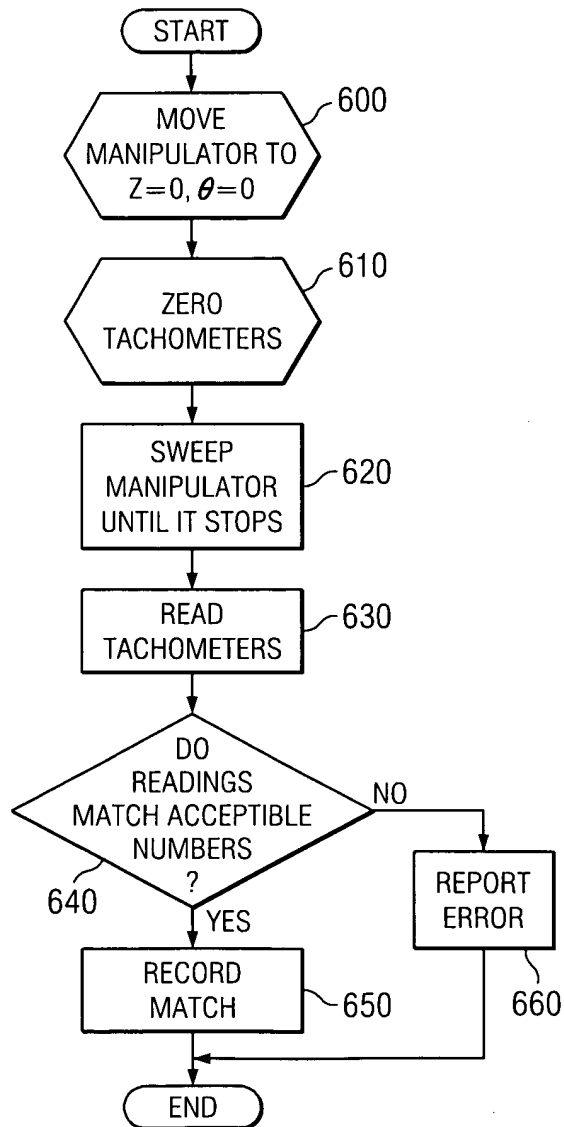 START
600
MOVE
MANIPULATOR TO
Z=0, θ=0
610
ZERO
TACHOMETERS
SWEEP
MANIPULATOR
UNTIL IT STOPS
620
READ
TACHOMETERS
630
DO
READINGS
MATCH ACCEPTIBLE
NUMBERS
?
640
NO
YES
REPORT
ERROR
660
RECORD
MATCH
650
END